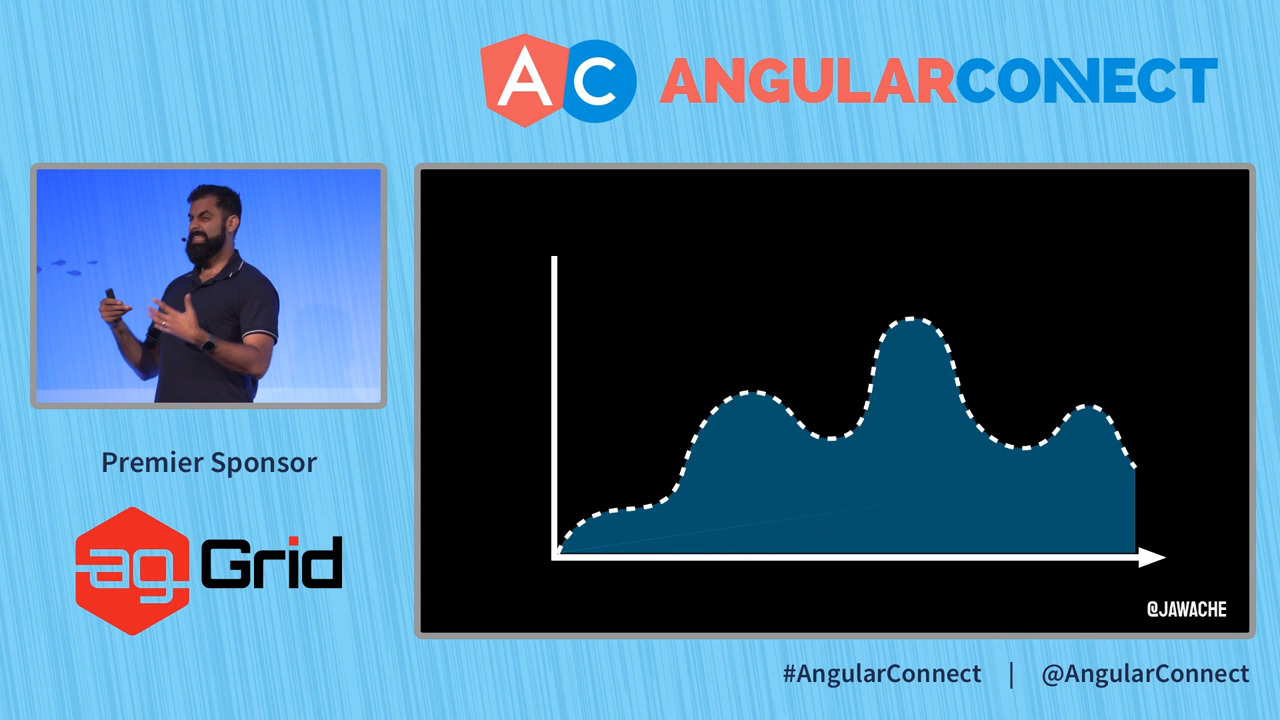 AC ANGULARCONNECT
Premier Sponsor
ag Grid
@JAWACHE
#AngularConnect | @AngularConnect